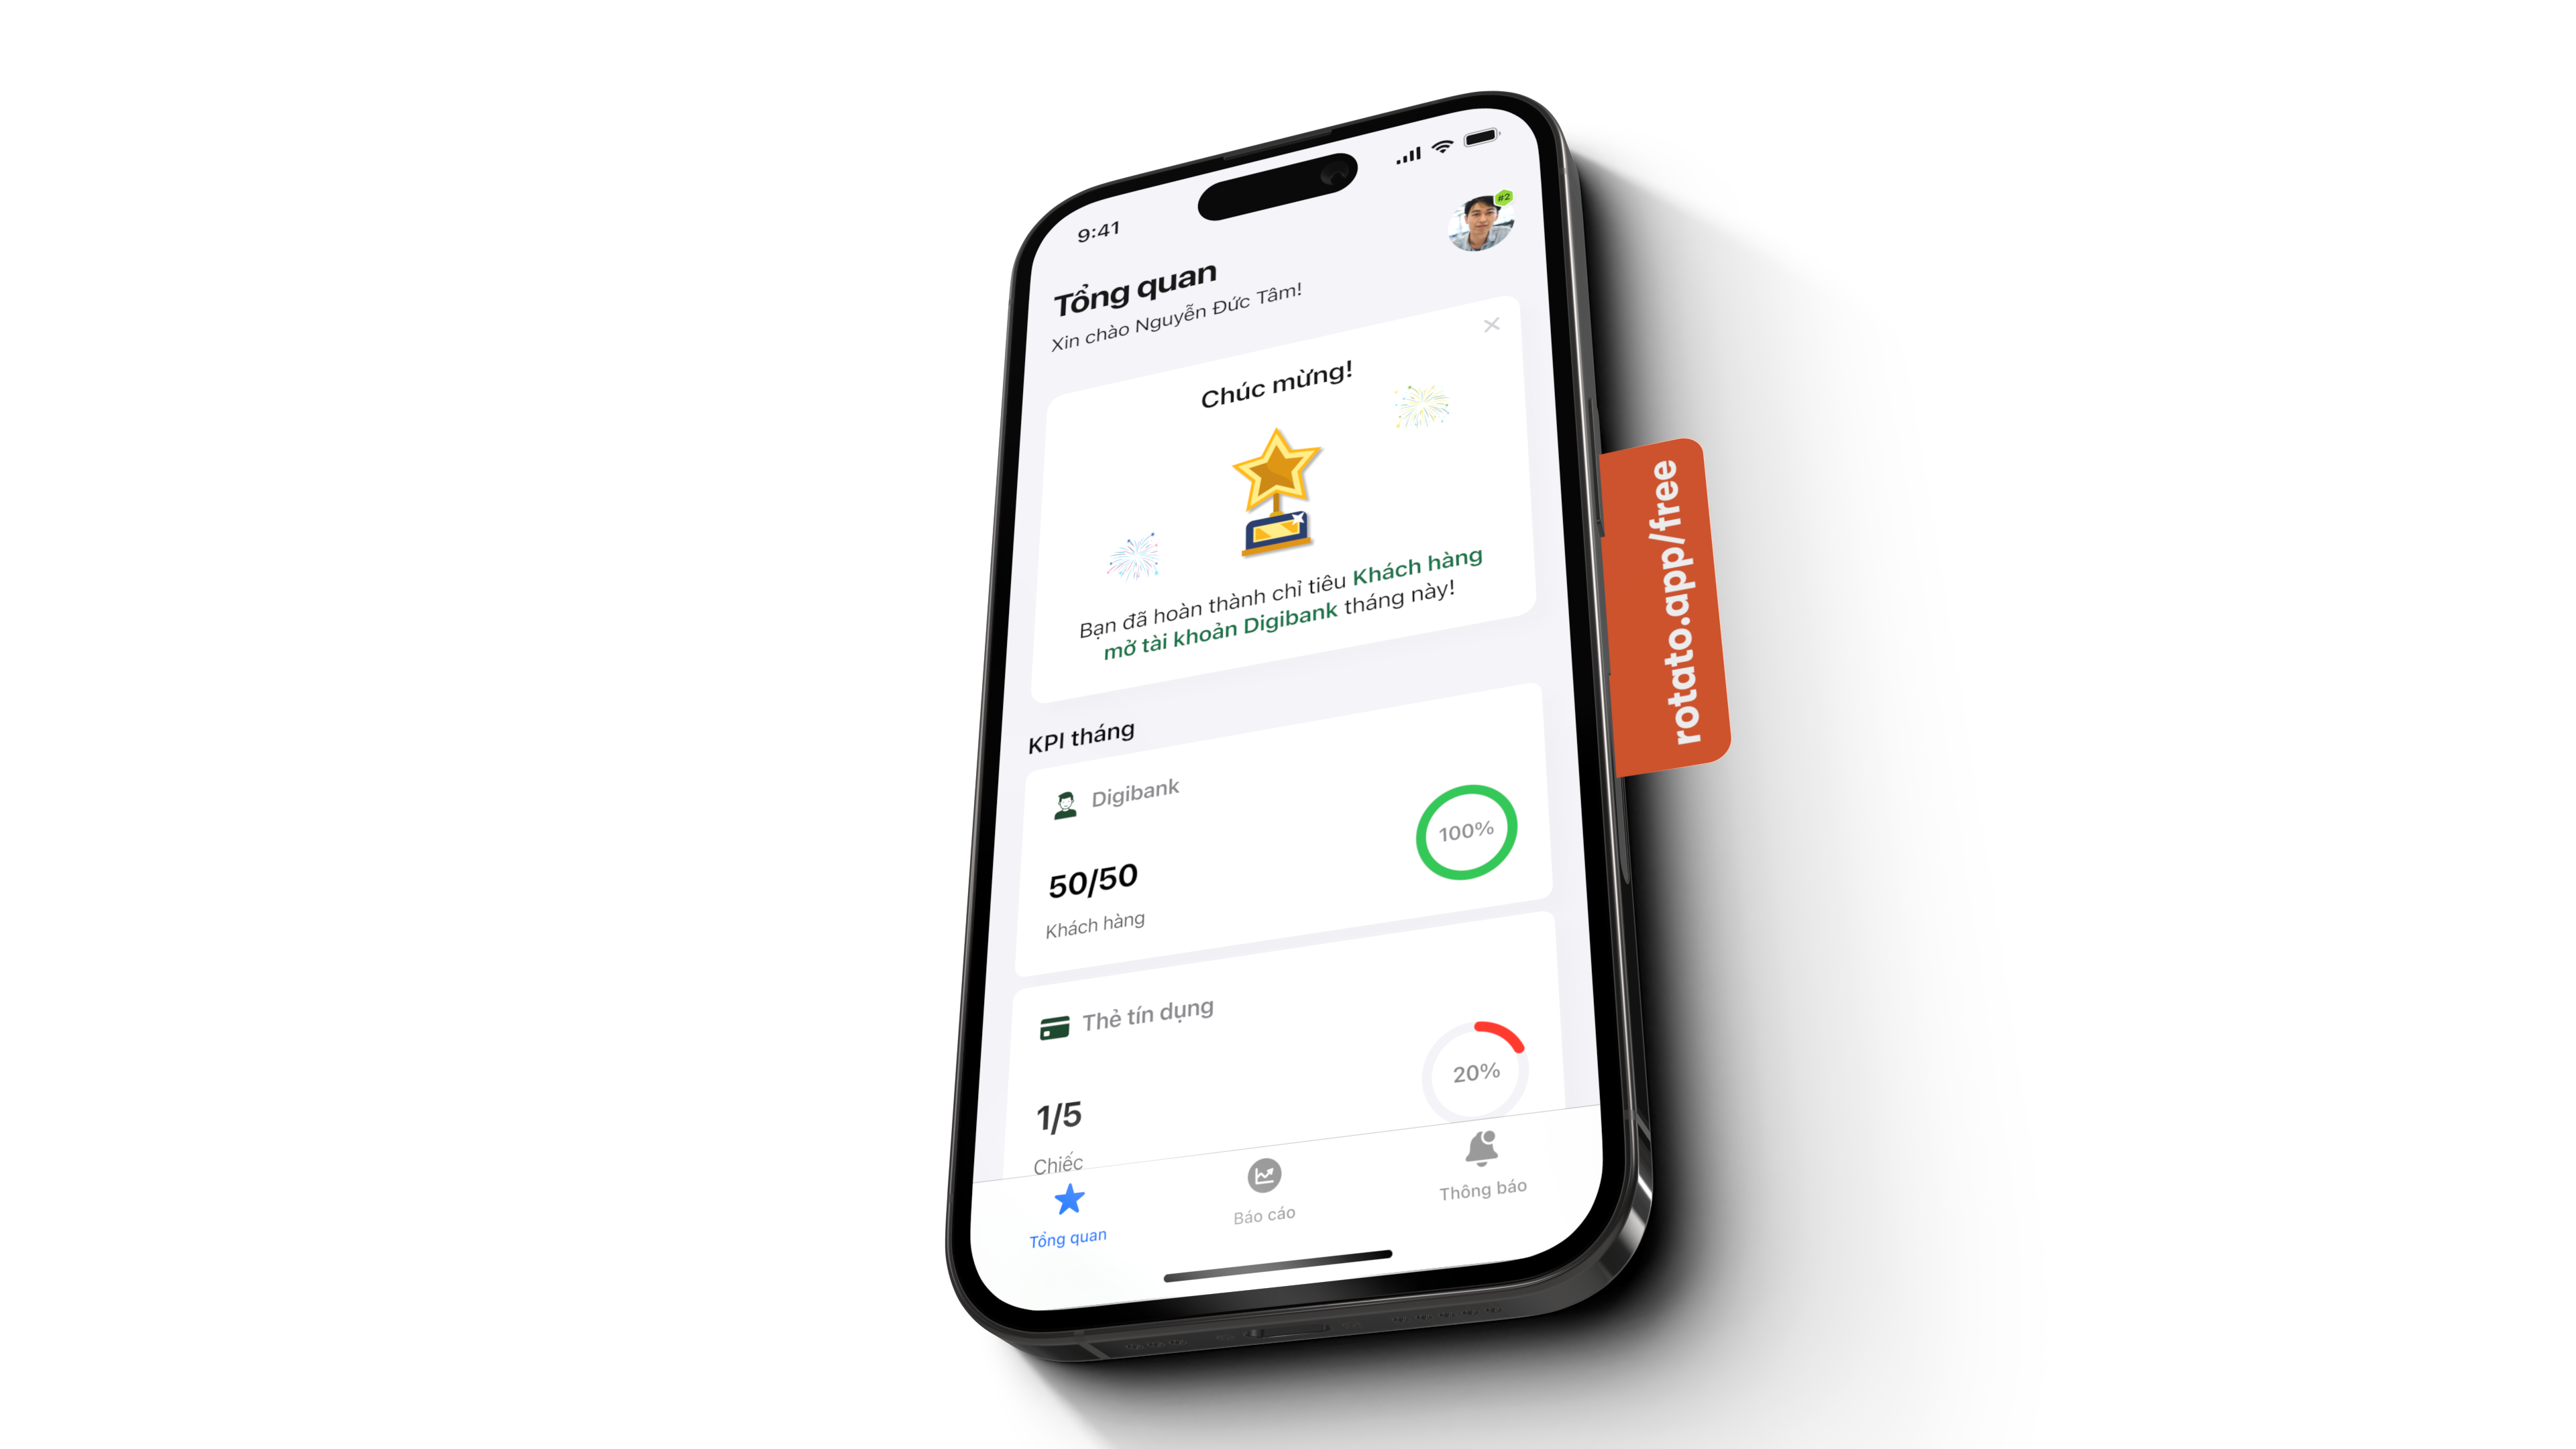 9:41
#2
Tổng quan
Xin chào Nguyễn Đức Tâm!
Chúc mừng!
Bạn đã hoàn thành chỉ tiêu Khách hàng
mở tài khoản Digibank tháng này!
KPI tháng
Digibank
50/50
Khách hàng
100%
Thẻ tín dụng
1/5
Chiếc
20%
Tổng quan
Báo cáo
Thông báo
rotato.app/free